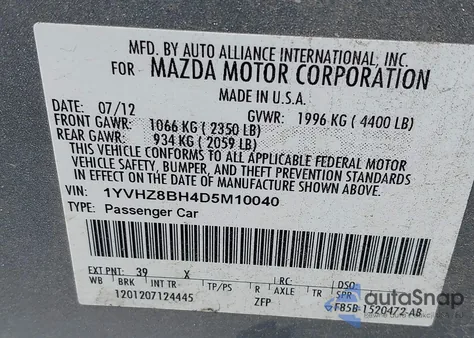 MFD. BY AUTO ALLIANCE INTERNATIONAL, INC.
FOR MAZDA MOTOR CORPORATION
MADE IN U.S.A.
DATE: 07/12 GVWR: 1996 KG ( 4400 LB)
FRONT GAWR: 1066 KG ( 2350 LB)
REAR GAWR: 934 KG ( 2059 LB)
THIS VEHICLE CONFORMS TO ALL APPLICABLE FEDERAL MOTOR
VEHICLE SAFETY, BUMPER, AND THEFT PREVENTION STANDARDS
IN EFFECT ON THE DATE OF MANUFACTURE SHOWN ABOVE.
VIN: 1YVHZ8BH4D5M10040
TYPE: Passenger Car
EXT PNT: 39 X RC: DSO
WB BRK INT TR TP/PS R AXLE TR SPR
1201207124445 ZFP F85B-1520472-AB
autoSnap